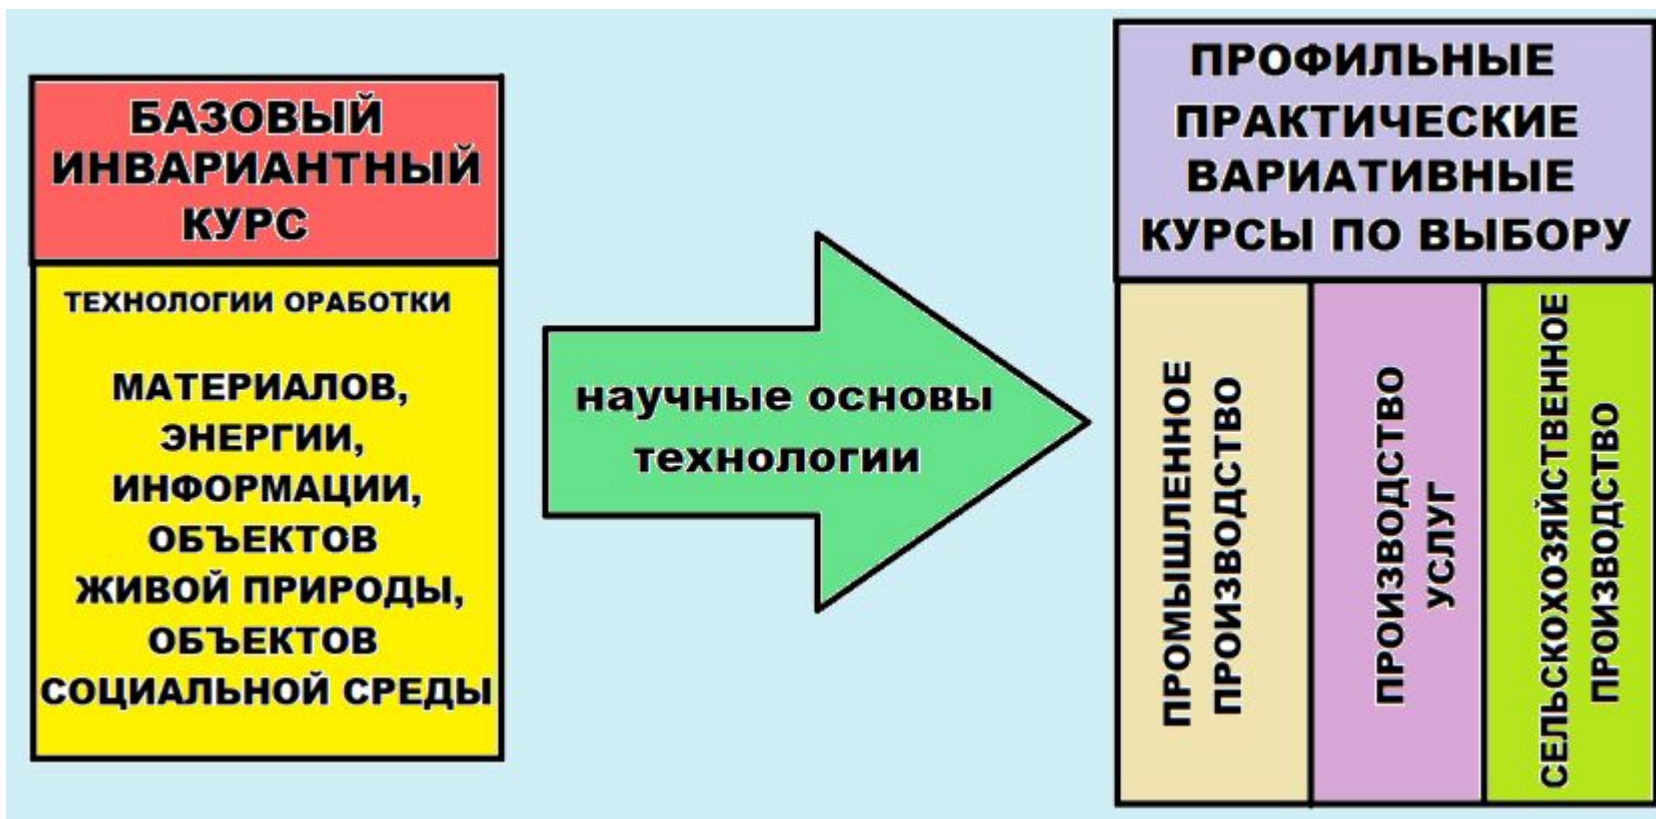 БАЗОВЫЙ
ИНВАРИАНТНЫЙ
КУРС
ТЕХНОЛОГИИ ОРАБОТКИ
МАТЕРИАЛОВ,
ЭНЕРГИИ,
ИНФОРМАЦИИ,
ОБЪЕКТОВ
ЖИВОЙ ПРИРОДЫ,
ОБЪЕКТОВ
СОЦИАЛЬНОЙ СРЕДЫ
научные основы
технологии
ПРОФИЛЬНЫЕ
ПРАКТИЧЕСКИЕ
ВАРИАТИВНЫЕ
КУРСЫ ПО ВЫБОРУ
ПРОМЫШЛЕННОЕ
ПРОИЗВОДСТВО
ПРОИЗВОДСТВО
УСЛУГ
СЕЛЬСКОХОЗЯЙСТВЕННОЕ
ПРОИЗВОДСТВО